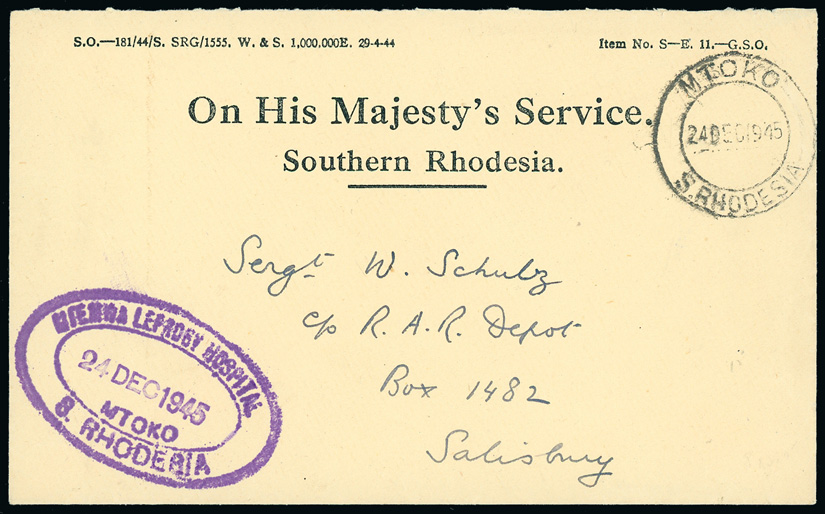 S.O.—181/44/S. SRG/1555. W. & S. 1,000,000E. 29-4-44
Item No. S—E. 11.—G.S.O.
On His Majesty's Service.
Southern Rhodesia.
MTOKO
24 DEC 1945
S. RHODESIA
Sergt W. Schulz
c/o R. A. R. Depot
Box 1482
Salisbury
LEPROSY HOSPITAL
24 DEC 1945
MTOKO
S. RHODESIA